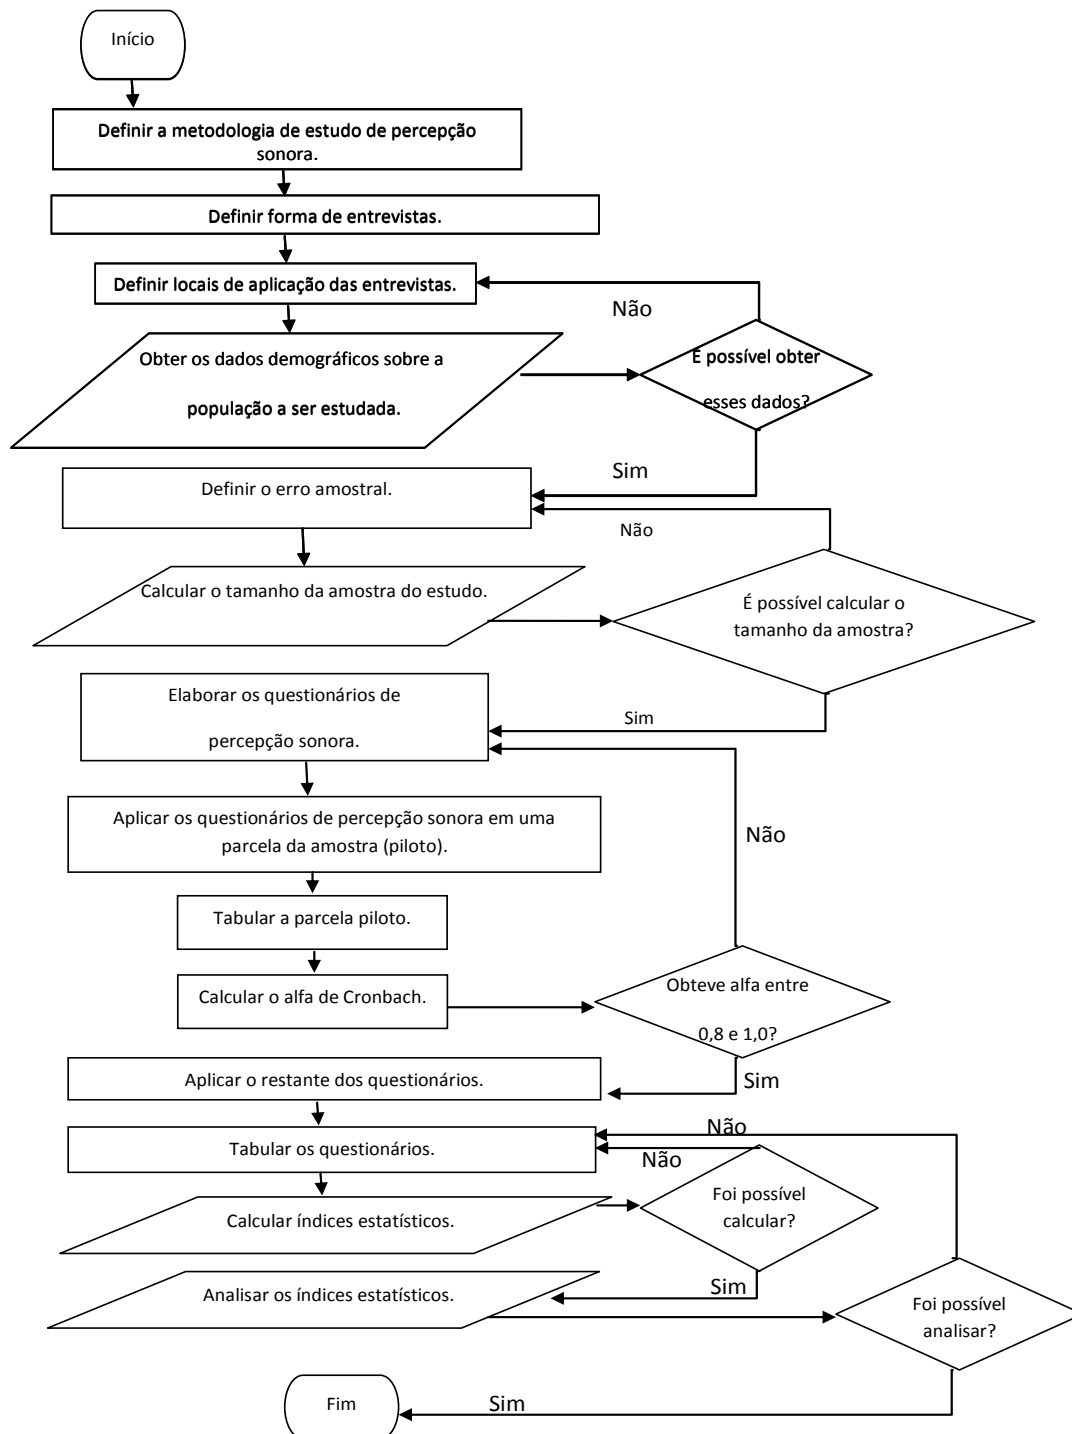 Início
Definir a metodologia de estudo de percepção
sonora.
Definir forma de entrevistas.
Definir locais de aplicação das entrevistas.
Não
Obter os dados demográficos sobre a
população a ser estudada.
É possível obter
esses dados?
Sim
Definir o erro amostral.
Não
Calcular o tamanho da amostra do estudo.
É possível calcular o
tamanho da amostra?
Elaborar os questionários de
percepção sonora.
Sim
Aplicar os questionários de percepção sonora em uma
parcela da amostra (piloto).
Não
Tabular a parcela piloto.
Calcular o alfa de Cronbach.
Obteve alfa entre
0,8 e 1,0?
Sim
Aplicar o restante dos questionários.
Não
Tabular os questionários.
Não
Calcular índices estatísticos.
Foi possível
calcular?
Sim
Analisar os índices estatísticos.
Foi possível
analisar?
Fim
Sim